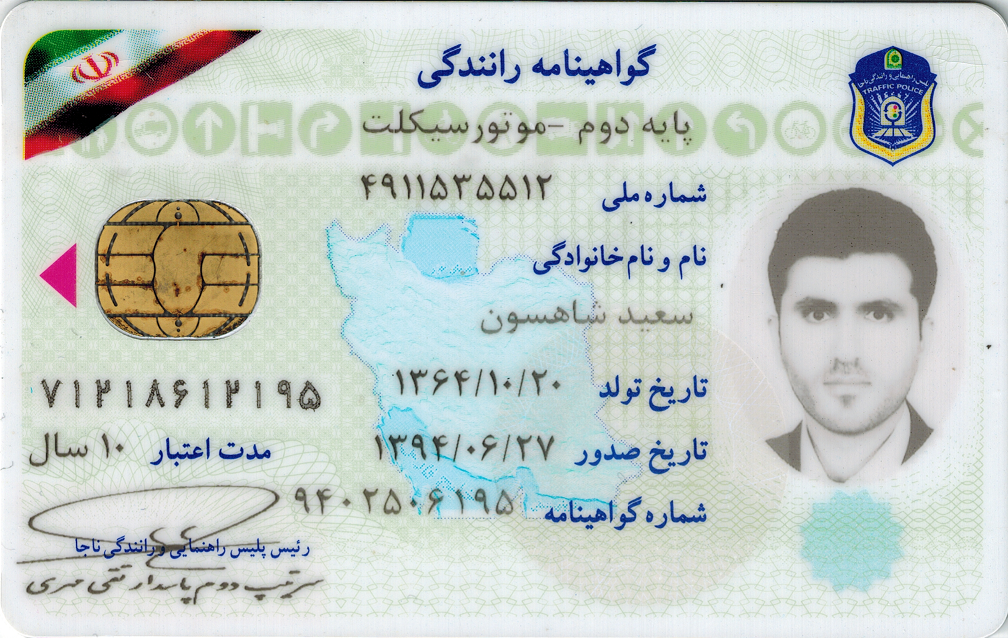 گواهینامه رانندگی
پلیس راهنمایی و رانندگی ناجا
TRAFFIC POLICE
پایه دوم - موتورسیکلت
شماره ملی ۴۹۱۱۵۳۵۵۱۲
نام و نام خانوادگی
سعید شاهسون
تاریخ تولد ۱۳۶۴/۱۰/۲۰
۷۱۲۱۸۶۱۲۱۹۵
تاریخ صدور ۱۳۹۴/۰۶/۲۷
مدت اعتبار ۱۰ سال
شماره گواهینامه ۹۴۰۲۵۰۶۱۹۵
رئیس پلیس راهنمایی و رانندگی ناجا
سرتیپ دوم پاسدار تقی مهری